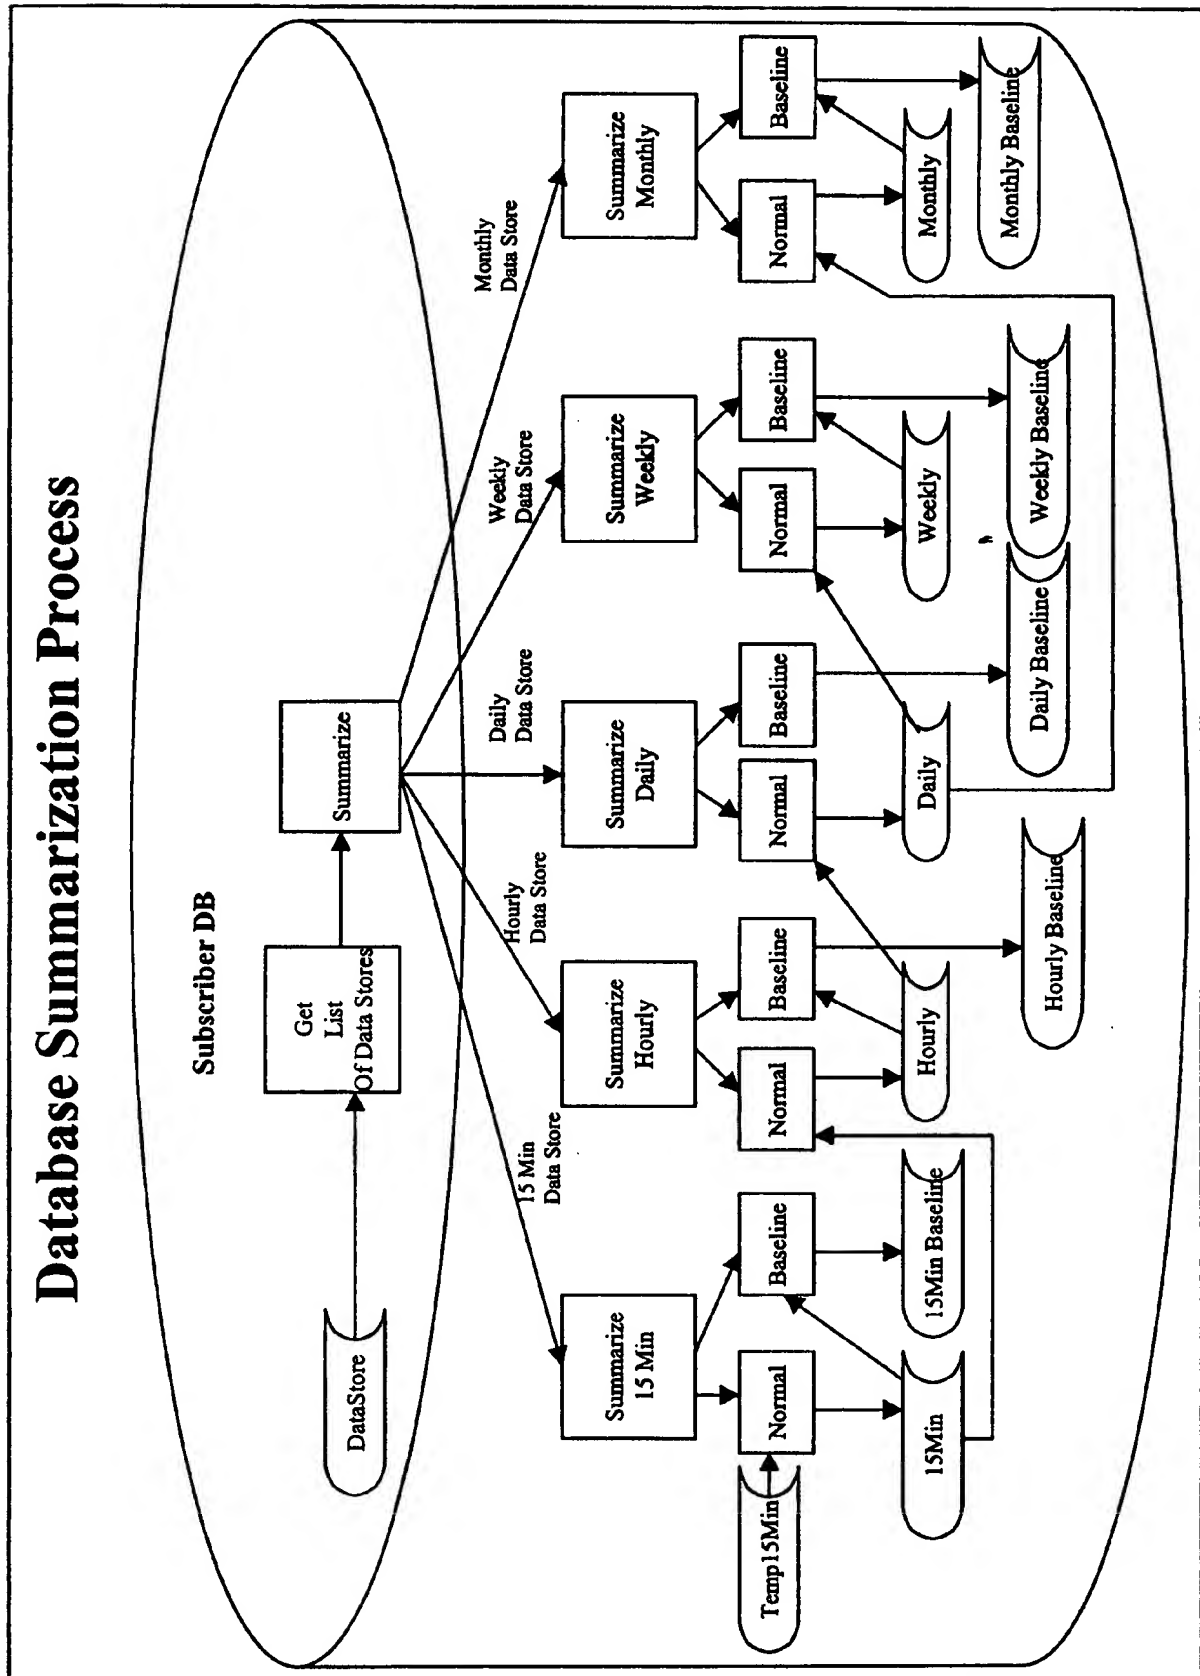 Database Summarization Process
Subscriber DB
DataStore
Get
List
Of Data Stores
Summarize
15 Min
Data Store
Hourly
Data Store
Daily
Data Store
Weekly
Data Store
Monthly
Data Store
Summarize
15 Min
Summarize
Hourly
Summarize
Daily
Summarize
Weekly
Summarize
Monthly
Temp15Min
Normal
Baseline
Normal
Baseline
Normal
Baseline
Normal
Baseline
Normal
Baseline
15Min
15Min Baseline
Hourly
Daily
Weekly
Monthly
Hourly Baseline
Daily Baseline
Weekly Baseline
Monthly Baseline